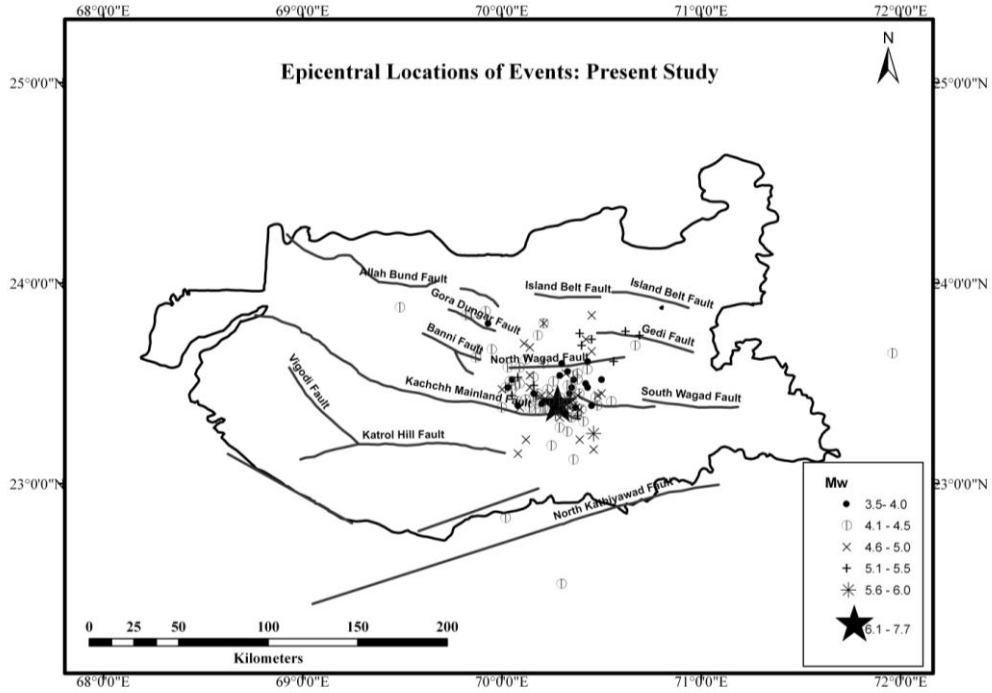 68°0'0"E 69°0'0"E 70°0'0"E 71°0'0"E 72°0'0"E
N
Epicentral Locations of Events: Present Study
25°0'0"N 25°0'0"N
24°0'0"N 24°0'0"N
Allah Bund Fault
Island Belt Fault
Island Belt Fault
Gora Dungar Fault
Banni Fault
Gedi Fault
North Wagad Fault
Vigodi Fault
Kachchh Mainland Fault
South Wagad Fault
Katrol Hill Fault
23°0'0"N 23°0'0"N
North Kathiyawad Fault
Mw
3.5- 4.0
4.1 - 4.5
4.6 - 5.0
5.1 - 5.5
5.6 - 6.0
6.1 - 7.7
0 25 50 100 150 200
Kilometers
68°0'0"E 69°0'0"E 70°0'0"E 71°0'0"E 72°0'0"E